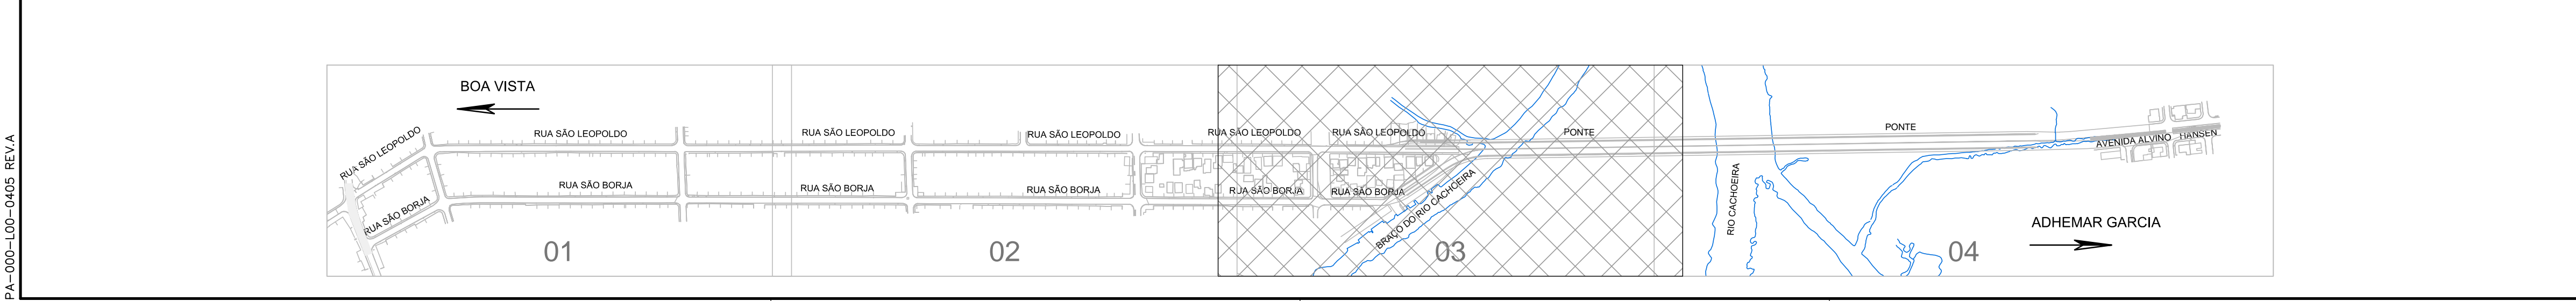 PA-000-L00-0405 REV.A
BOA VISTA
RUA SÃO LEOPOLDO
RUA SÃO LEOPOLDO
RUA SÃO LEOPOLDO
RUA SÃO LEOPOLDO
RUA SÃO LEOPOLDO
RUA SÃO LEOPOLDO
PONTE
PONTE
AVENIDA ALVINO HANSEN
RUA SÃO BORJA
RUA SÃO BORJA
RUA SÃO BORJA
RUA SÃO BORJA
RUA SÃO BORJA
RUA SÃO BORJA
BRAÇO DO RIO CACHOEIRA
RIO CACHOEIRA
ADHEMAR GARCIA
01
02
03
04